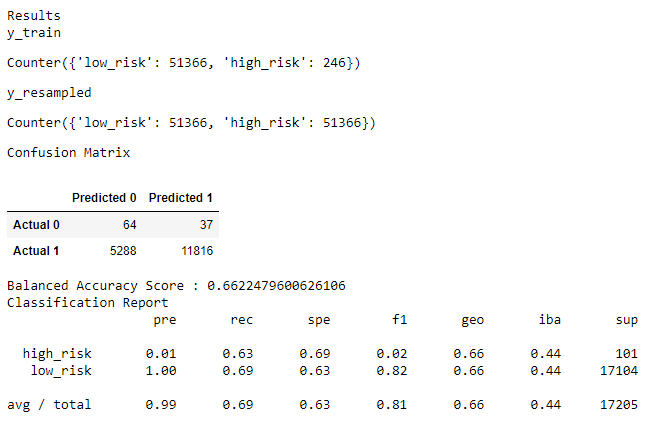 Results
y_train
Counter({'low_risk': 51366, 'high_risk': 246})
y_resampled
Counter({'low_risk': 51366, 'high_risk': 51366})
Confusion Matrix
Predicted 0 Predicted 1
Actual 0 64 37
Actual 1 5288 11816
Balanced Accuracy Score : 0.6622479600626106
Classification Report
pre rec spe f1 geo iba sup
high_risk 0.01 0.63 0.69 0.02 0.66 0.44 101
low_risk 1.00 0.69 0.63 0.82 0.66 0.44 17104
avg / total 0.99 0.69 0.63 0.81 0.66 0.44 17205